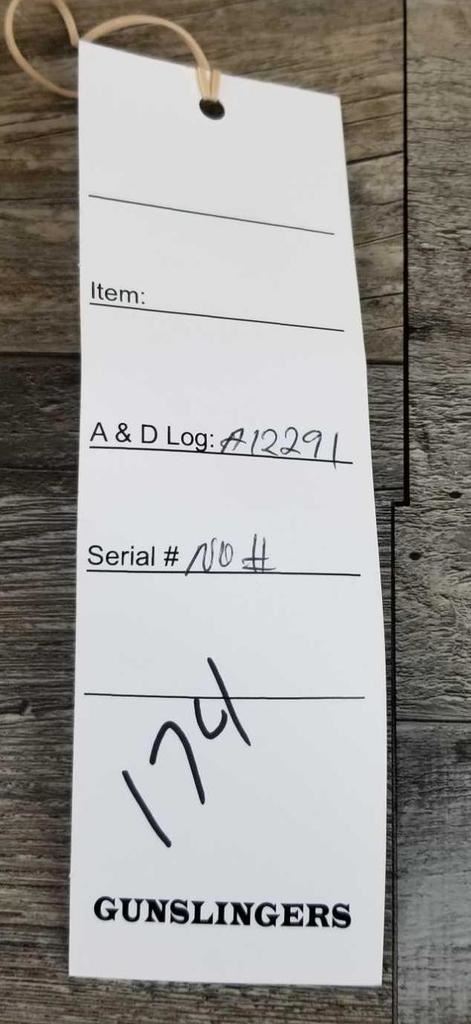 Item:
A & D Log: A12291
Serial # NO #
174
GUNSLINGERS